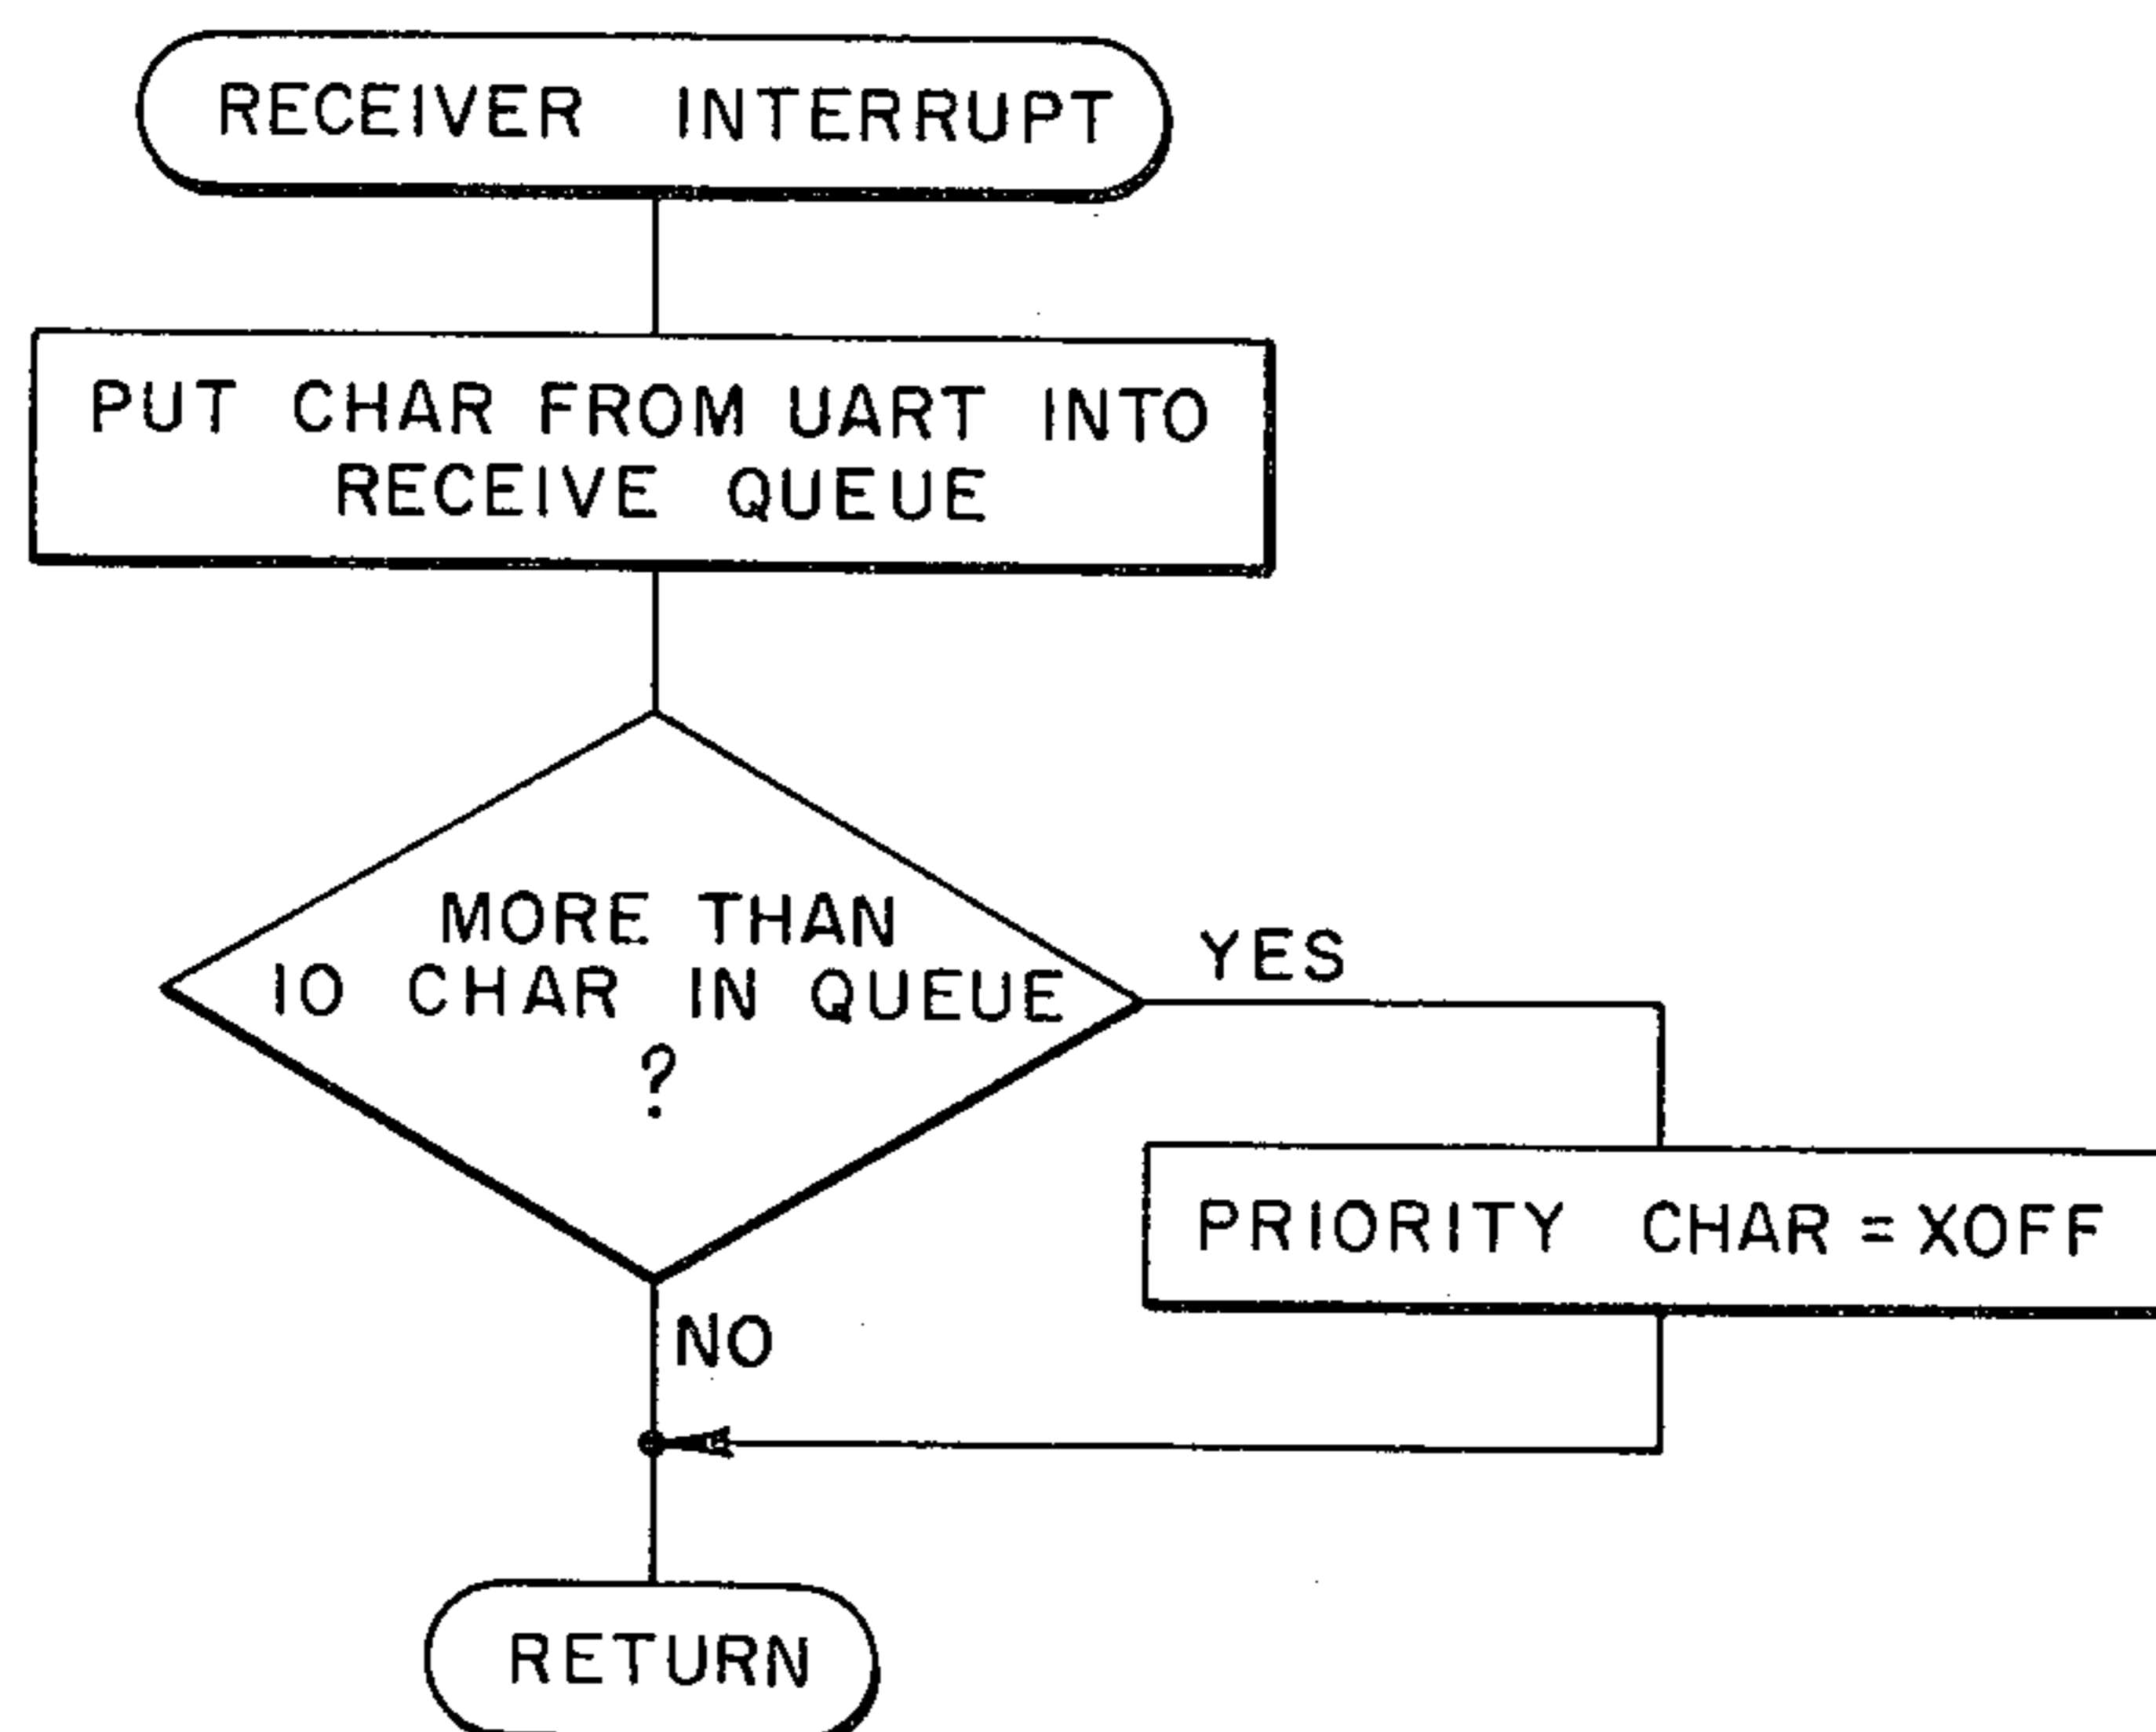 RECEIVER INTERRUPT
PUT CHAR FROM UART INTO
RECEIVE QUEUE
MORE THAN
10 CHAR IN QUEUE
?
YES
PRIORITY CHAR = XOFF
NO
RETURN